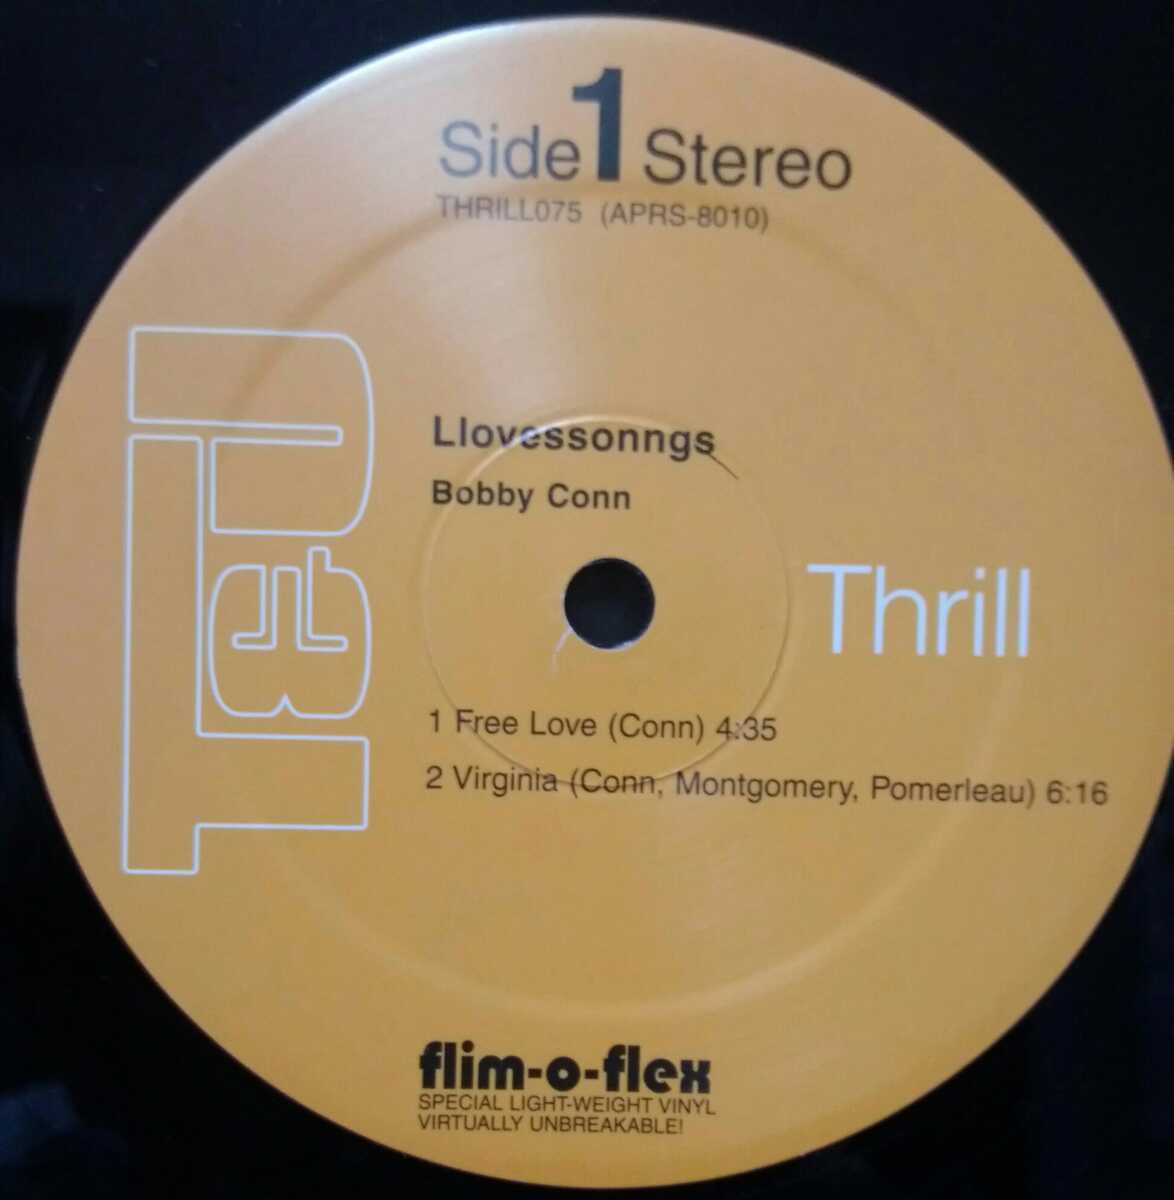 Side 1 Stereo
THRILL075 (APRS-8010)
Llovessonngs
Bobby Conn
Thrill
1 Free Love (Conn) 4:35
2 Virginia (Conn, Montgomery, Pomerleau) 6:16
flim-o-flex
SPECIAL LIGHT-WEIGHT VINYL
VIRTUALLY UNBREAKABLE!